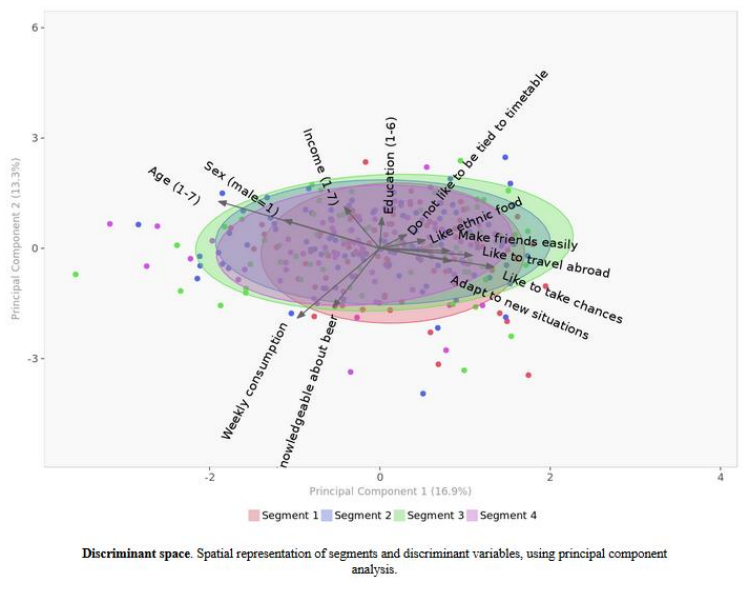 6
3
0
-3
-2
0
2
4
Principal Component 2 (13.3%)
Principal Component 1 (16.9%)
Age (1-7)
Sex (male=1)
Income (1-7)
Education (1-6)
Do not like to be tied to timetable
Like ethnic food
Make friends easily
Like to travel abroad
Like to take chances
Adapt to new situations
Weekly consumption
nowledgeable about beer
Segment 1 Segment 2 Segment 3 Segment 4
Discriminant space. Spatial representation of segments and discriminant variables, using principal component
analysis.